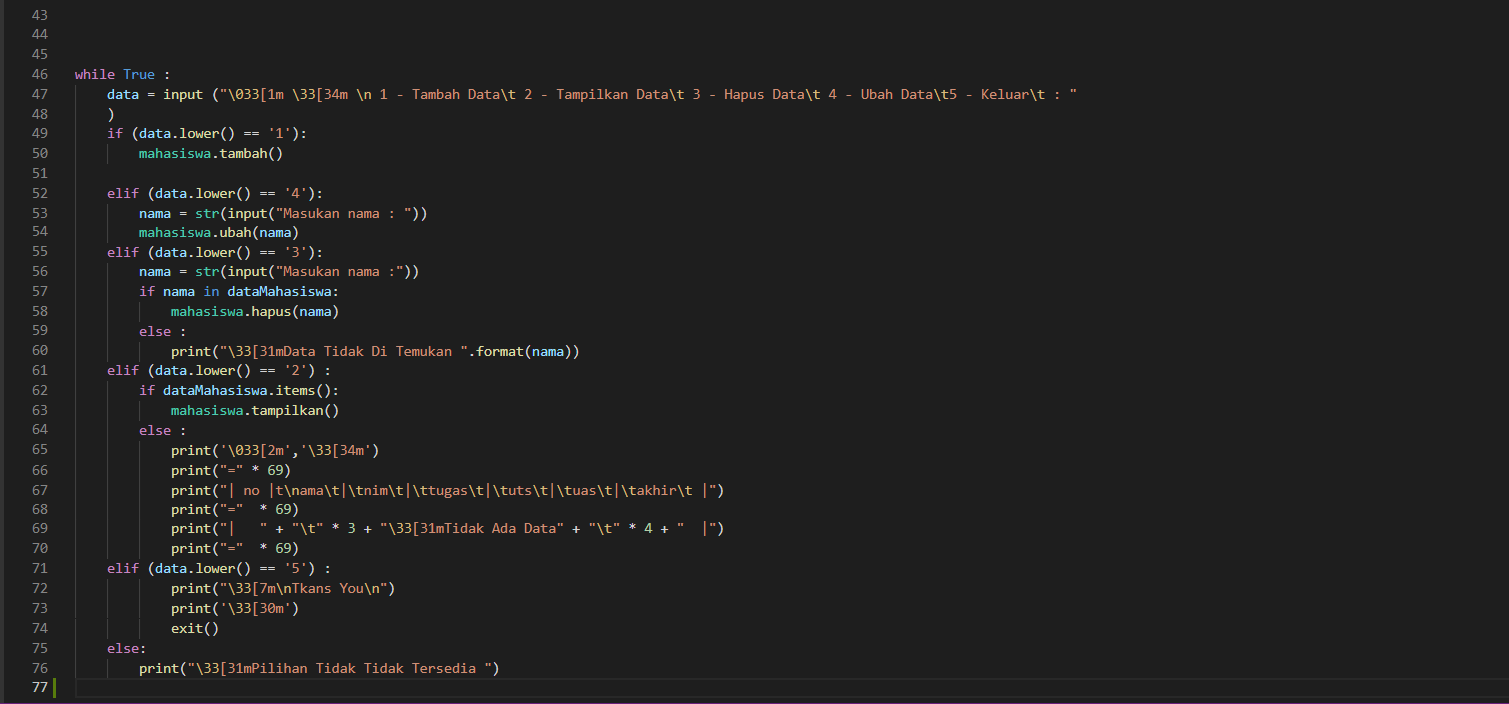 43
44
45
46 while True :
47 data = input ("\033[1m \33[34m \n 1 - Tambah Data\t 2 - Tampilkan Data\t 3 - Hapus Data\t 4 - Ubah Data\t5 - Keluar\t : "
48 )
49 if (data.lower() == '1'):
50 mahasiswa.tambah()
51
52 elif (data.lower() == '4'):
53 nama = str(input("Masukan nama : "))
54 mahasiswa.ubah(nama)
55 elif (data.lower() == '3'):
56 nama = str(input("Masukan nama :"))
57 if nama in dataMahasiswa:
58 mahasiswa.hapus(nama)
59 else :
60 print("\33[31mData Tidak Di Temukan ".format(nama))
61 elif (data.lower() == '2') :
62 if dataMahasiswa.items():
63 mahasiswa.tampilkan()
64 else :
65 print('\033[2m','\33[34m')
66 print("=" * 69)
67 print("| no |t\nama\t|\tnim\t|\ttugas\t|\tuts\t|\tuas\t|\takhir\t |")
68 print("="  * 69)
69 print("|   " + "\t" * 3 + "\33[31mTidak Ada Data" + "\t" * 4 + "  |")
70 print("="  * 69)
71 elif (data.lower() == '5') :
72 print("\33[7m\nTkans You\n")
73 print('\33[30m')
74 exit()
75 else:
76 print("\33[31mPilihan Tidak Tidak Tersedia ")
77